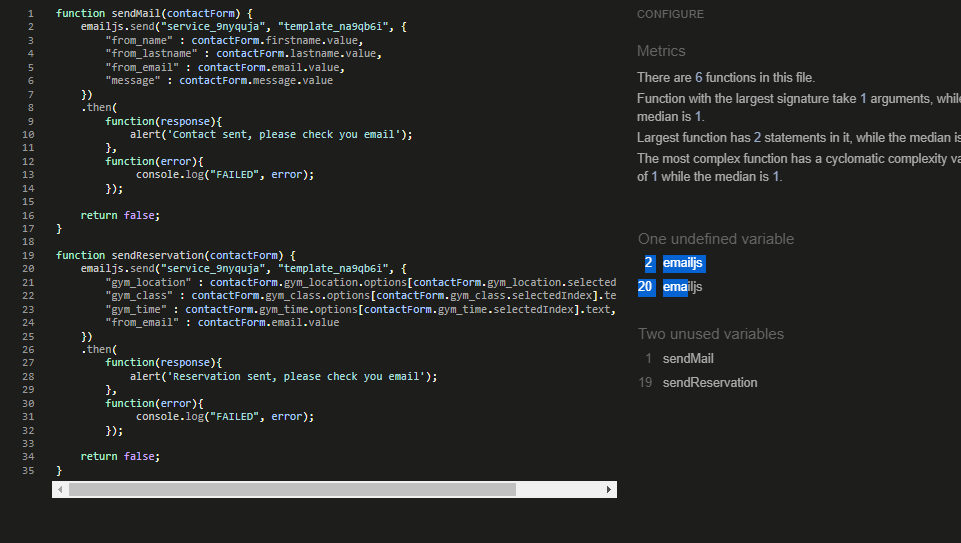 1 function sendMail(contactForm) {
2 emailjs.send("service_9nyquja", "template_na9qb6i", {
3 "from_name" : contactForm.firstname.value,
4 "from_lastname" : contactForm.lastname.value,
5 "from_email" : contactForm.email.value,
6 "message" : contactForm.message.value
7 })
8 .then(
9 function(response){
10 alert('Contact sent, please check you email');
11 },
12 function(error){
13 console.log("FAILED", error);
14 });
15
16 return false;
17 }
18
19 function sendReservation(contactForm) {
20 emailjs.send("service_9nyquja", "template_na9qb6i", {
21 "gym_location" : contactForm.gym_location.options[contactForm.gym_location.selected
22 "gym_class" : contactForm.gym_class.options[contactForm.gym_class.selectedIndex].te
23 "gym_time" : contactForm.gym_time.options[contactForm.gym_time.selectedIndex].text,
24 "from_email" : contactForm.email.value
25 })
26 .then(
27 function(response){
28 alert('Reservation sent, please check you email');
29 },
30 function(error){
31 console.log("FAILED", error);
32 });
33
34 return false;
35 }
CONFIGURE
Metrics
There are 6 functions in this file.
Function with the largest signature take 1 arguments, while
median is 1.
Largest function has 2 statements in it, while the median is
The most complex function has a cyclomatic complexity va
of 1 while the median is 1.
One undefined variable
2 emailjs
20 emailjs
Two unused variables
1 sendMail
19 sendReservation